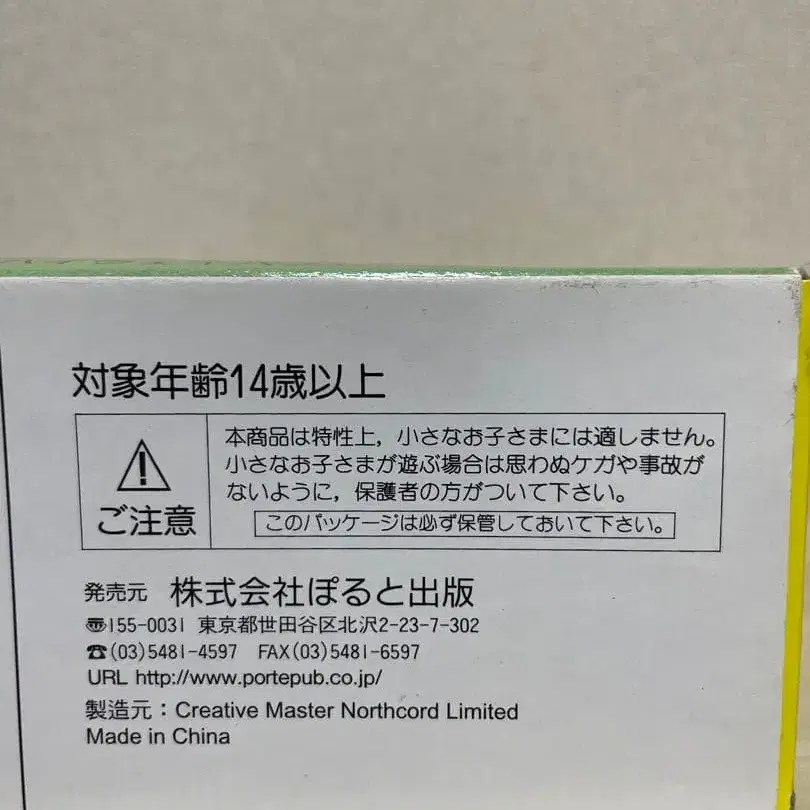 対象年齢14歳以上
本商品は特性上，小さなお子さまには適しません。
小さなお子さまが遊ぶ場合は思わぬケガや事故が
ないように，保護者の方がついて下さい。
ご注意
このパッケージは必ず保管しておいて下さい。
発売元 株式会社ぽると出版
〠155-0031 東京都世田谷区北沢2-23-7-302
☎(03)5481-4597 FAX(03)5481-6597
URL http://www.portepub.co.jp/
製造元：Creative Master Northcord Limited
Made in China